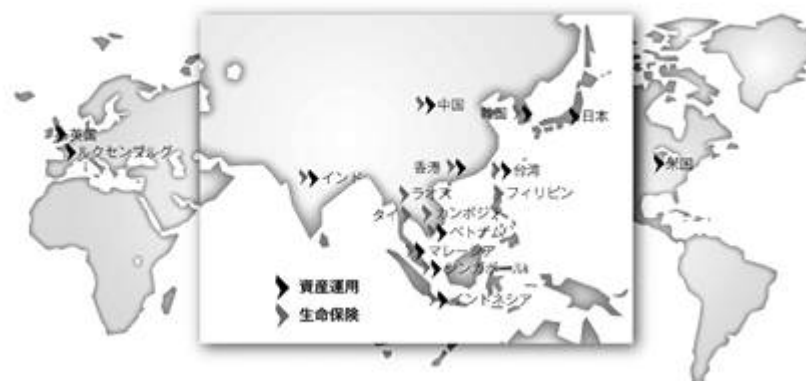 中国
韓国
日本
英国
ルクセンブルグ
香港
台湾
米国
インド
ラオス
フィリピン
タイ
カンボジア
ベトナム
マレーシア
シンガポール
インドネシア
資産運用
生命保険